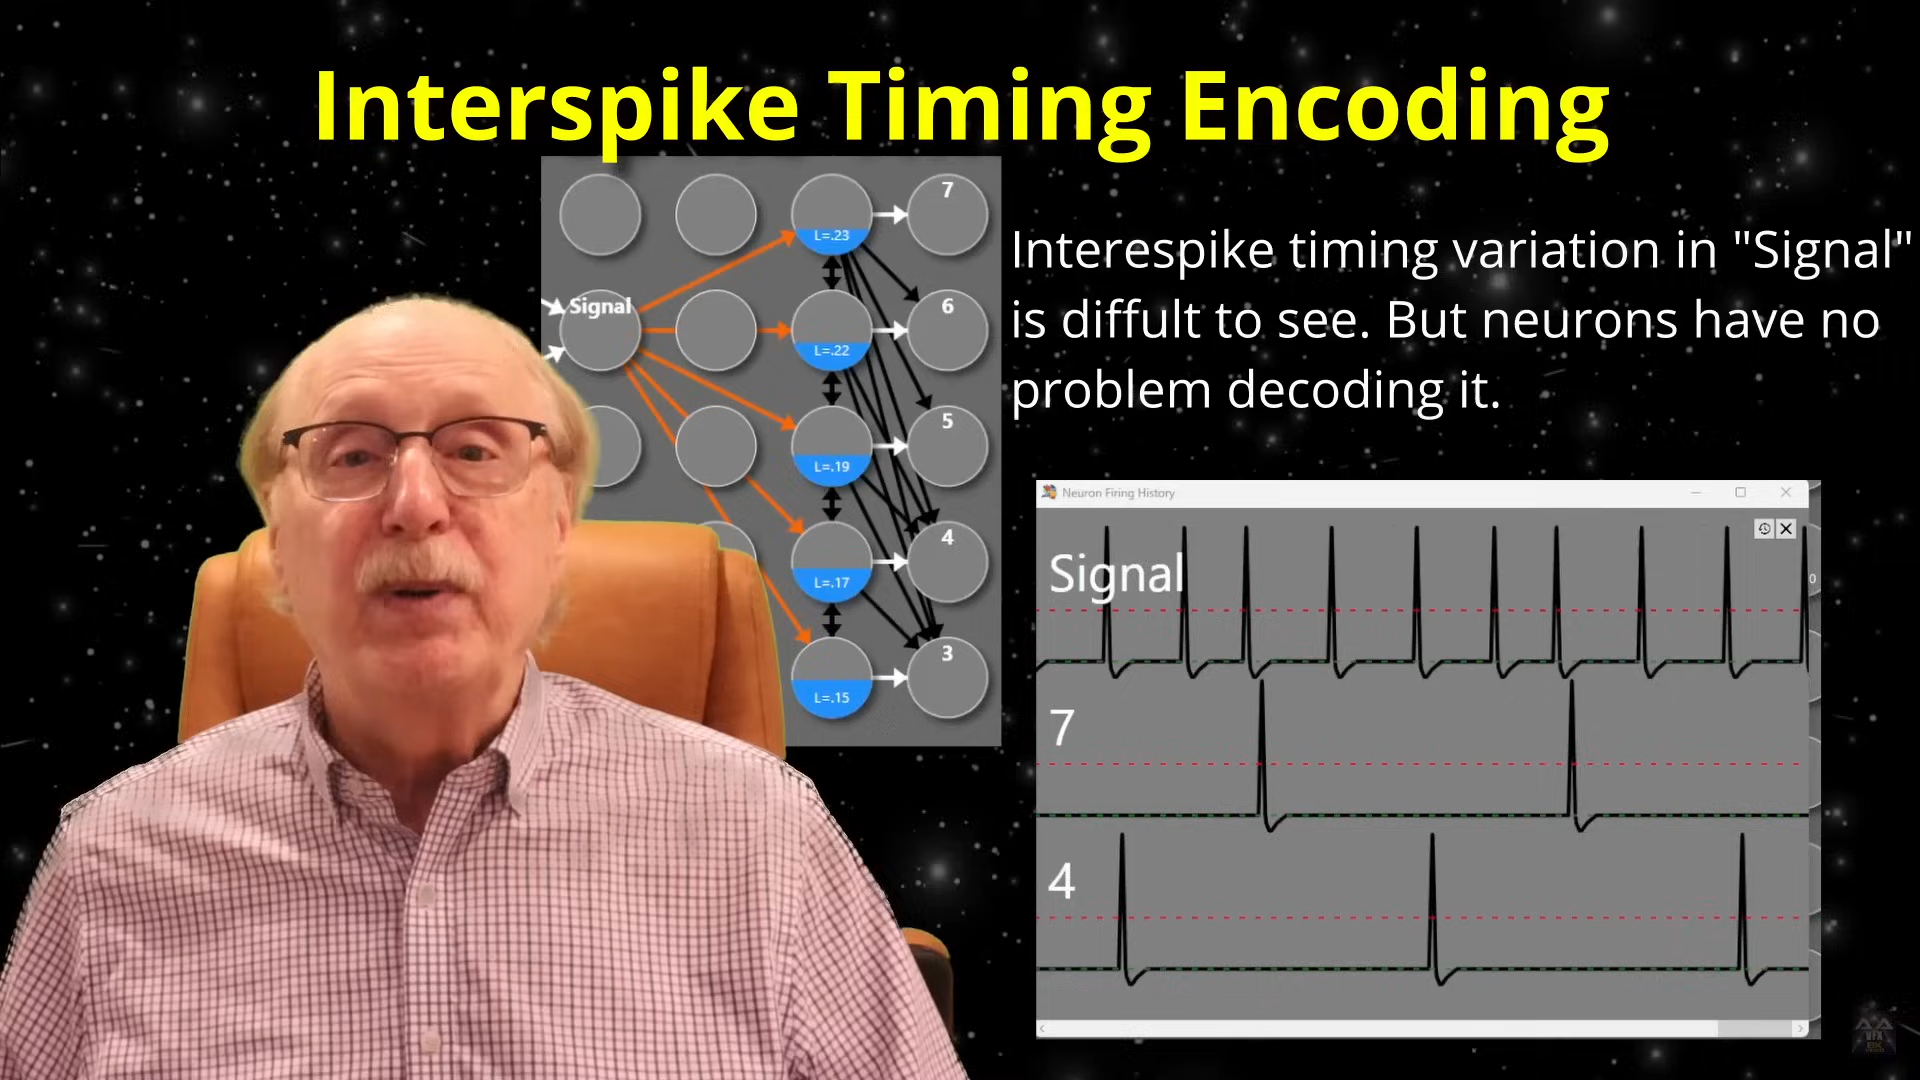 Interspike Timing Encoding
7
L=.23
Signal
6
L=.22
5
L=.19
4
L=.17
3
L=.15
Interespike timing variation in "Signal"
is diffult to see. But neurons have no
problem decoding it.
Neuron Firing History
Signal
0
7
4